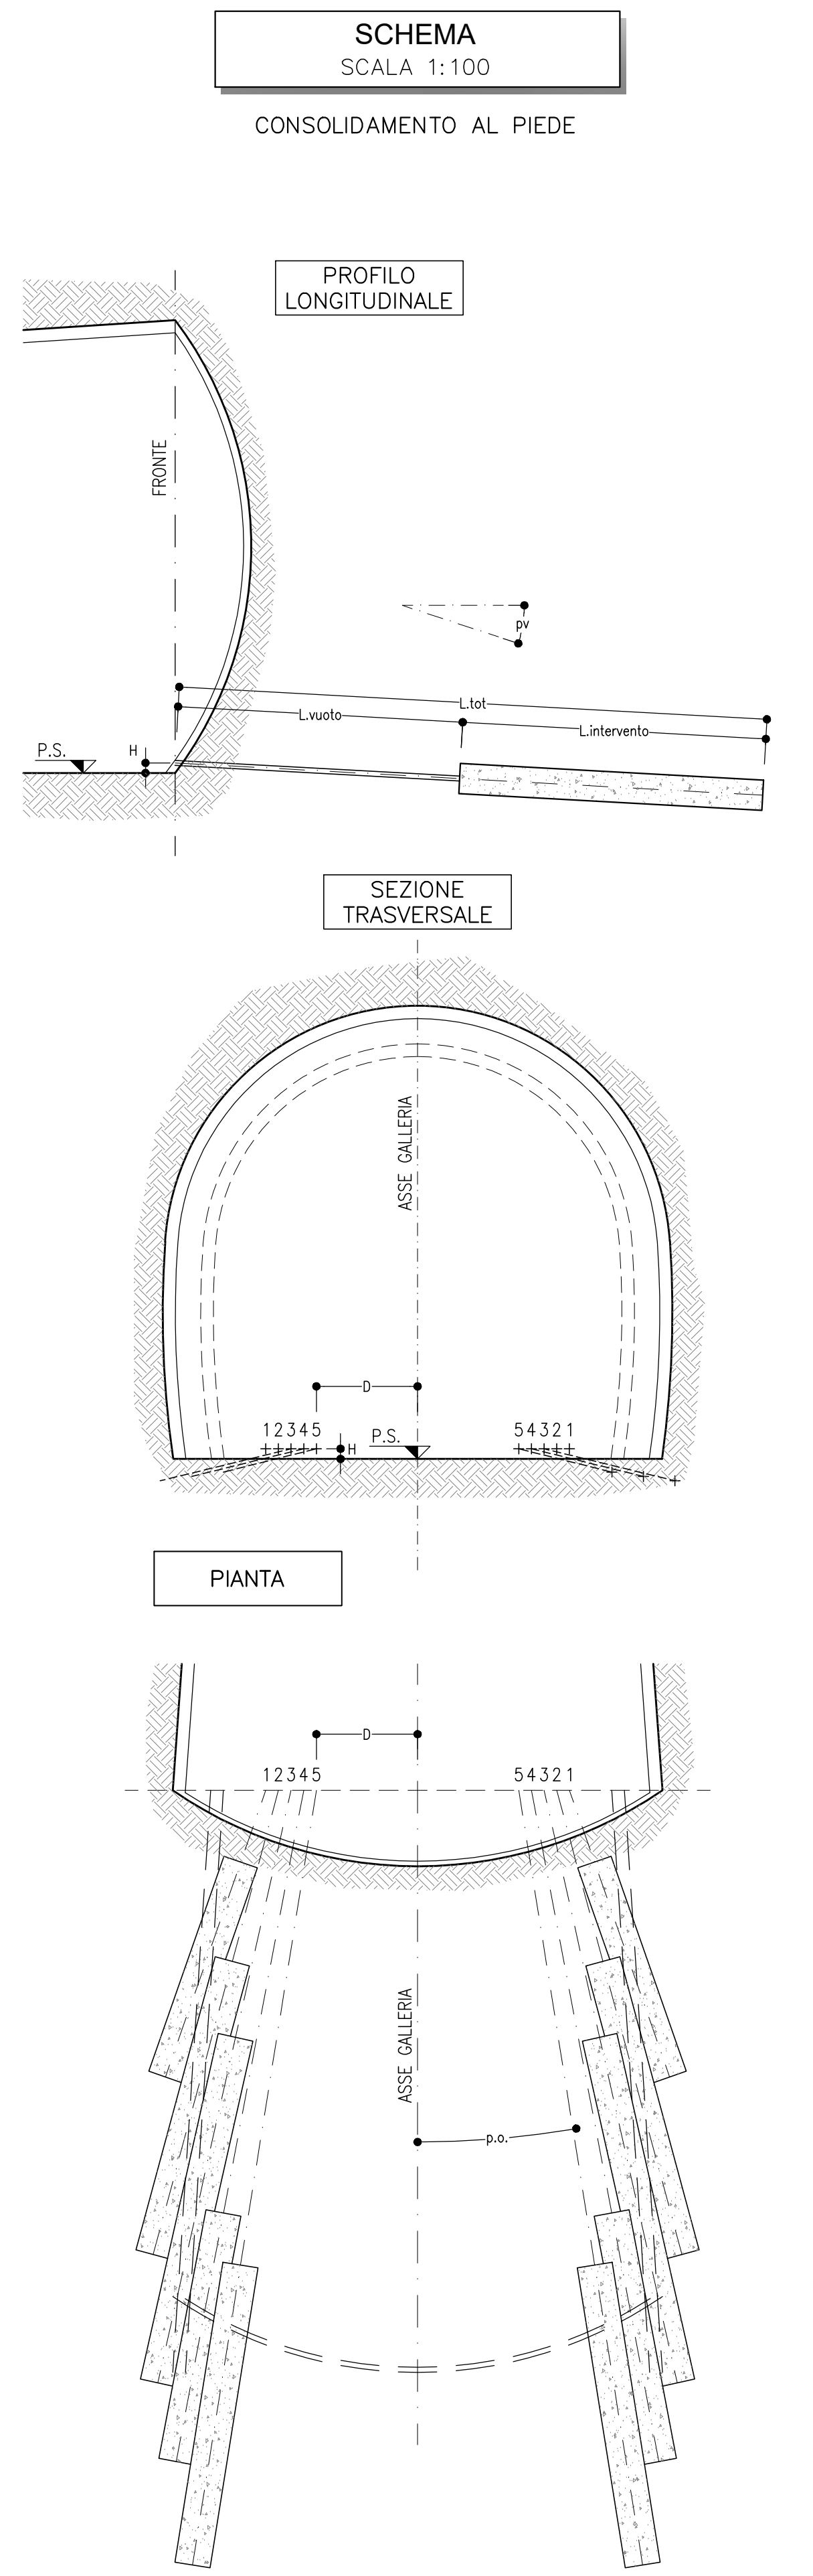 SCHEMA
SCALA 1:100
CONSOLIDAMENTO AL PIEDE
PROFILO
LONGITUDINALE
FRONTE
pv
L.tot
L.vuoto
L.intervento
P.S.
H
SEZIONE
TRASVERSALE
ASSE GALLERIA
D
12345
54321
P.S.
H
PIANTA
D
12345
54321
ASSE GALLERIA
p.o.